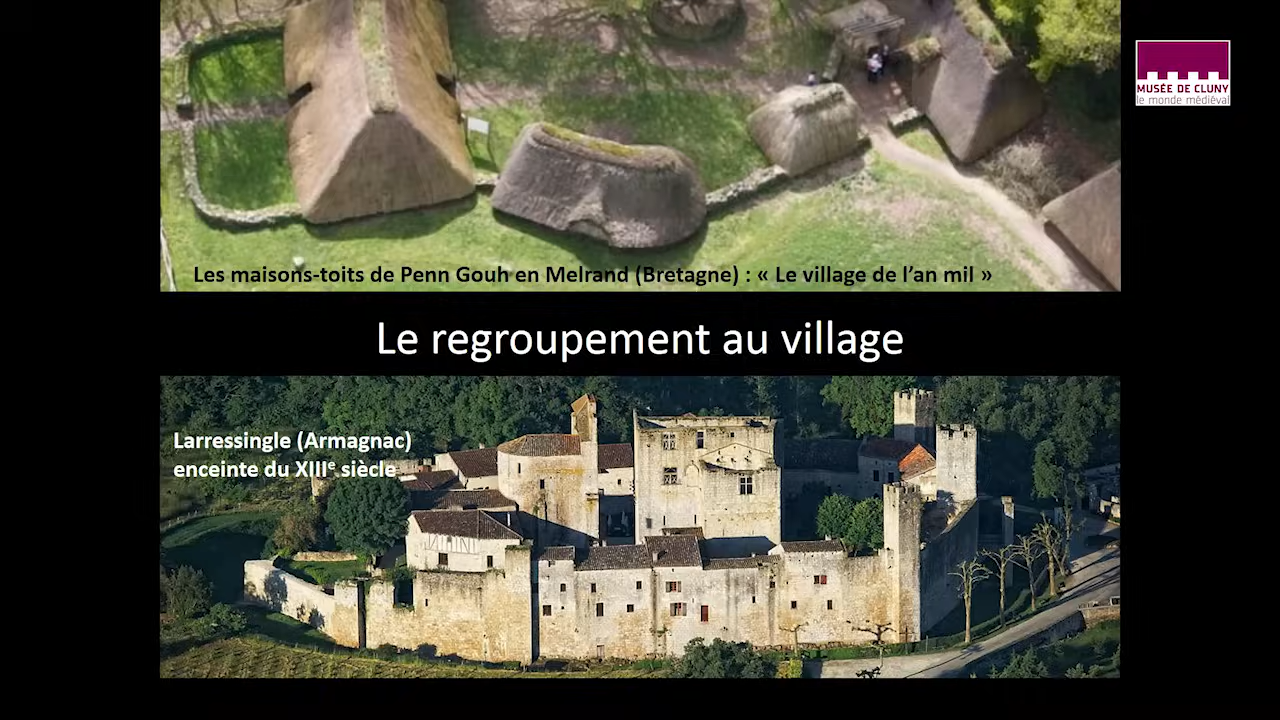 MUSÉE DE CLUNY
le monde médiéval
Les maisons-toits de Penn Gouh en Melrand (Bretagne) : « Le village de l’an mil »
Le regroupement au village
Larressingle (Armagnac)
enceinte du XIIIᵉ siècle